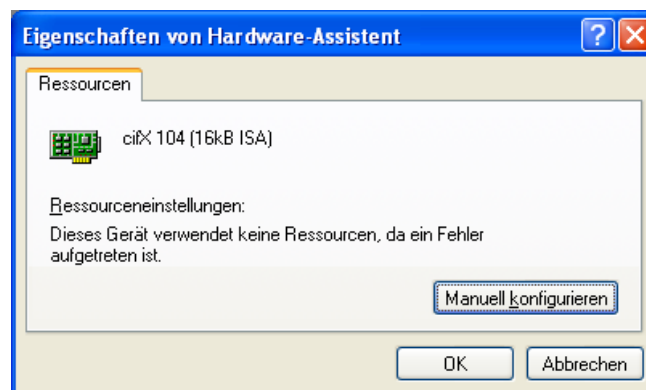 Eigenschaften von Hardware-Assistent
Ressourcen
cifX 104 (16kB ISA)
Ressourceneinstellungen:
Dieses Gerät verwendet keine Ressourcen, da ein Fehler
aufgetreten ist.
Manuell konfigurieren
OK Abbrechen